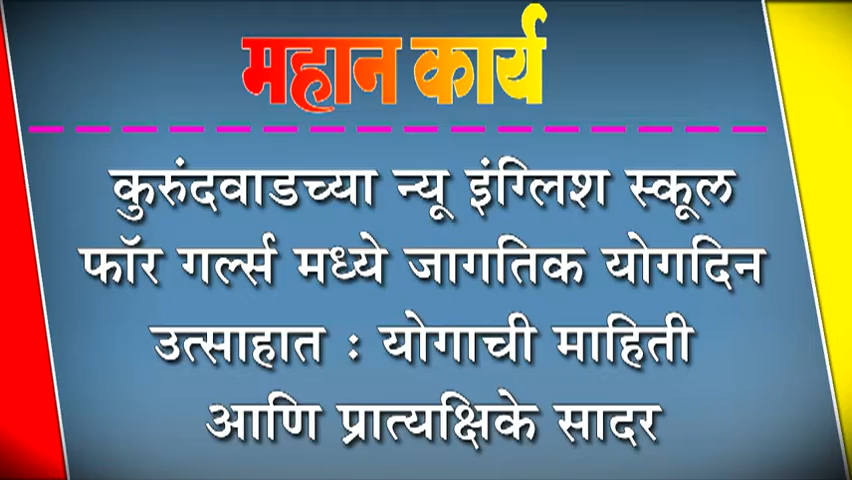 महान कार्य
कुरुंदवाडच्या न्यू इंग्लिश स्कूल
फॉर गर्ल्स मध्ये जागतिक योगदिन
उत्साहात : योगाची माहिती
आणि प्रात्यक्षिके सादर